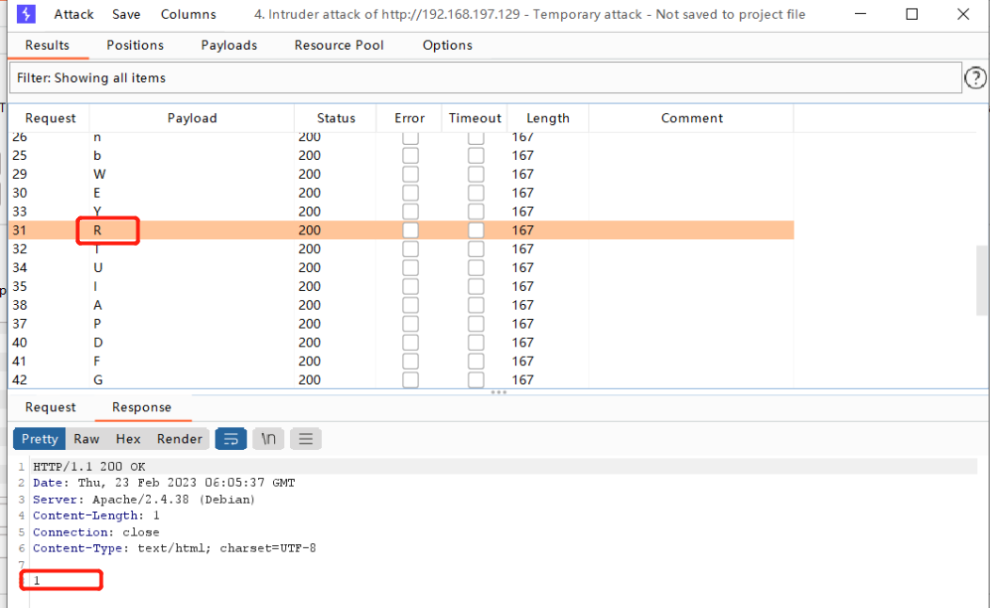 Attack Save Columns 4. Intruder attack of http://192.168.197.129 - Temporary attack - Not saved to project file
Results Positions Payloads Resource Pool Options
Filter: Showing all items
?
Request Payload Status Error Timeout Length Comment
26 n 200 167
25 b 200 167
29 W 200 167
30 E 200 167
33 Y 200 167
31 R 200 167
32 T 200 167
34 U 200 167
35 I 200 167
38 A 200 167
37 P 200 167
40 D 200 167
41 F 200 167
42 G 200 167
Request Response
Pretty Raw Hex Render \n
1 HTTP/1.1 200 OK
2 Date: Thu, 23 Feb 2023 06:05:37 GMT
3 Server: Apache/2.4.38 (Debian)
4 Content-Length: 1
5 Connection: close
6 Content-Type: text/html; charset=UTF-8
7
1